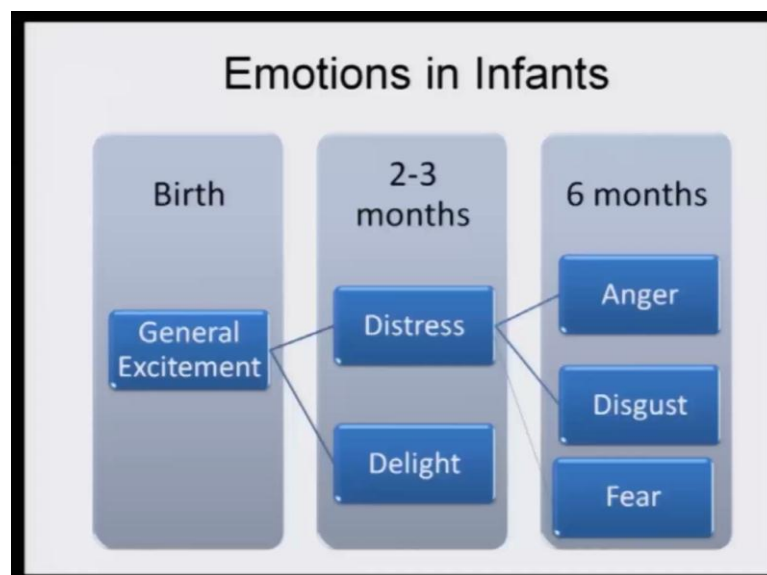 Emotions in Infants
Birth
General
Excitement
2-3
months
Distress
Delight
6 months
Anger
Disgust
Fear